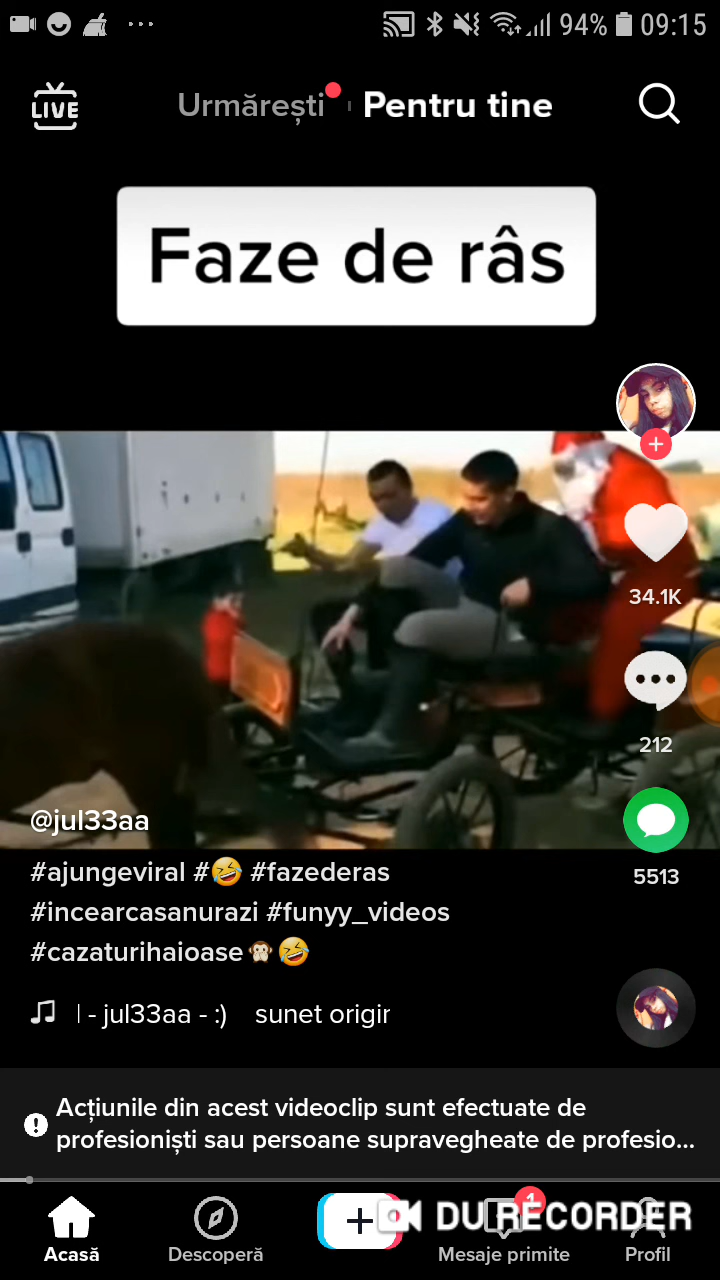 94% 09:15
LIVE
Urmărești Pentru tine
Faze de râs
34.1K
212
@jul33aa
5513
#ajungeviral #🤣 #fazederas
#incearcasanurazi #funyy_videos
#cazaturihaioase🙊🤣
l - jul33aa - :) sunet origin
Acțiunile din acest videoclip sunt efectuate de
profesioniști sau persoane supravegheate de profesio...
1
DU RECORDER
Acasă Descoperă Mesaje primite Profil